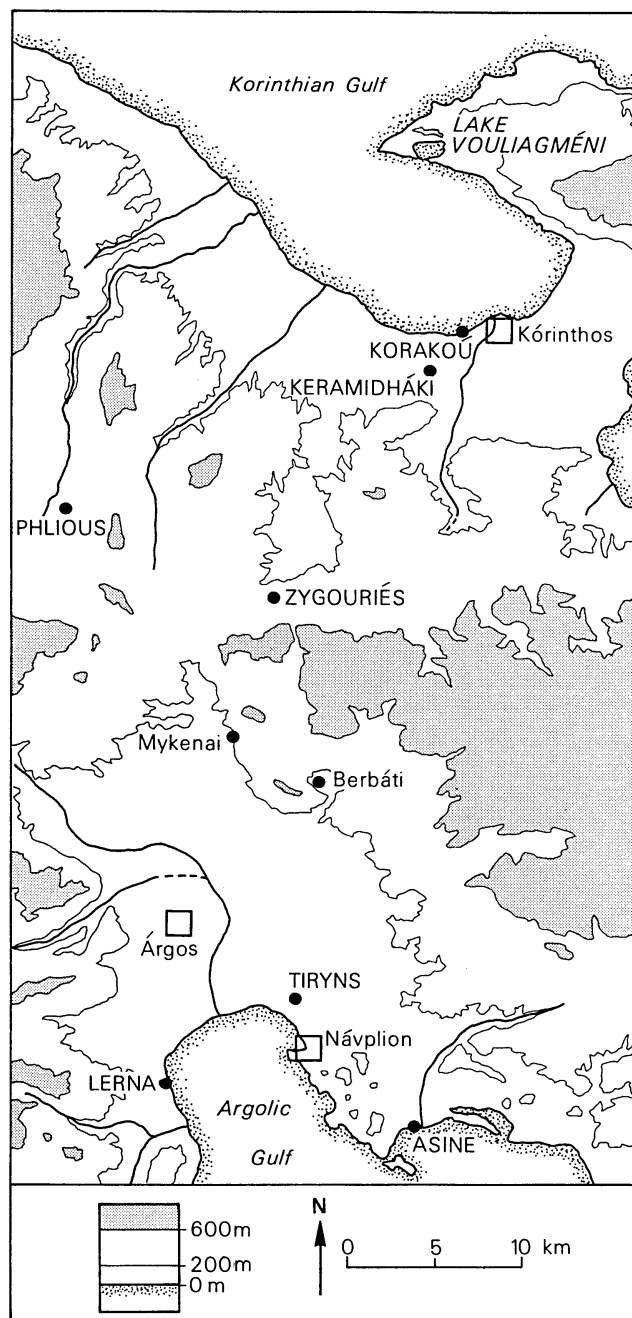 Korinthian Gulf
LAKE
VOULIAGMÉNI
KORAKOÚ
Kórinthos
KERAMIDHÁKI
PHLIOUS
ZYGOURIÉS
Mykenai
Berbáti
Árgos
TIRYNS
Návplion
LERNA
Argolic
Gulf
ASINE
600m
200m
0 m
N
0 5 10 km